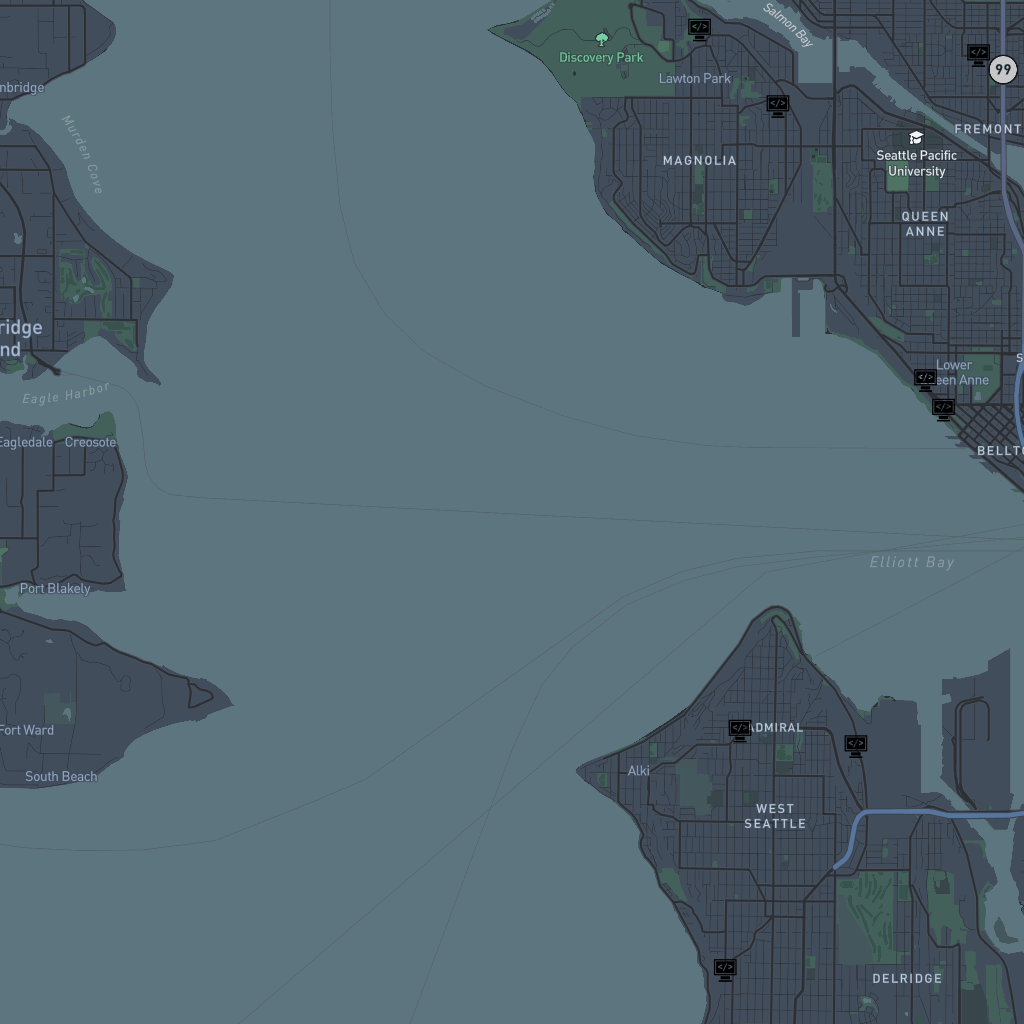 Salmon Bay
Discovery Park
99
Lawton Park
nbridge
Murden Cove
FREMONT
Seattle Pacific
University
MAGNOLIA
QUEEN
ANNE
ridge
nd
S
Lower
een Anne
Eagle Harbor
Eagledale
Creosote
BELLTO
Elliott Bay
Port Blakely
ADMIRAL
Fort Ward
Alki
South Beach
WEST
SEATTLE
DELRIDGE